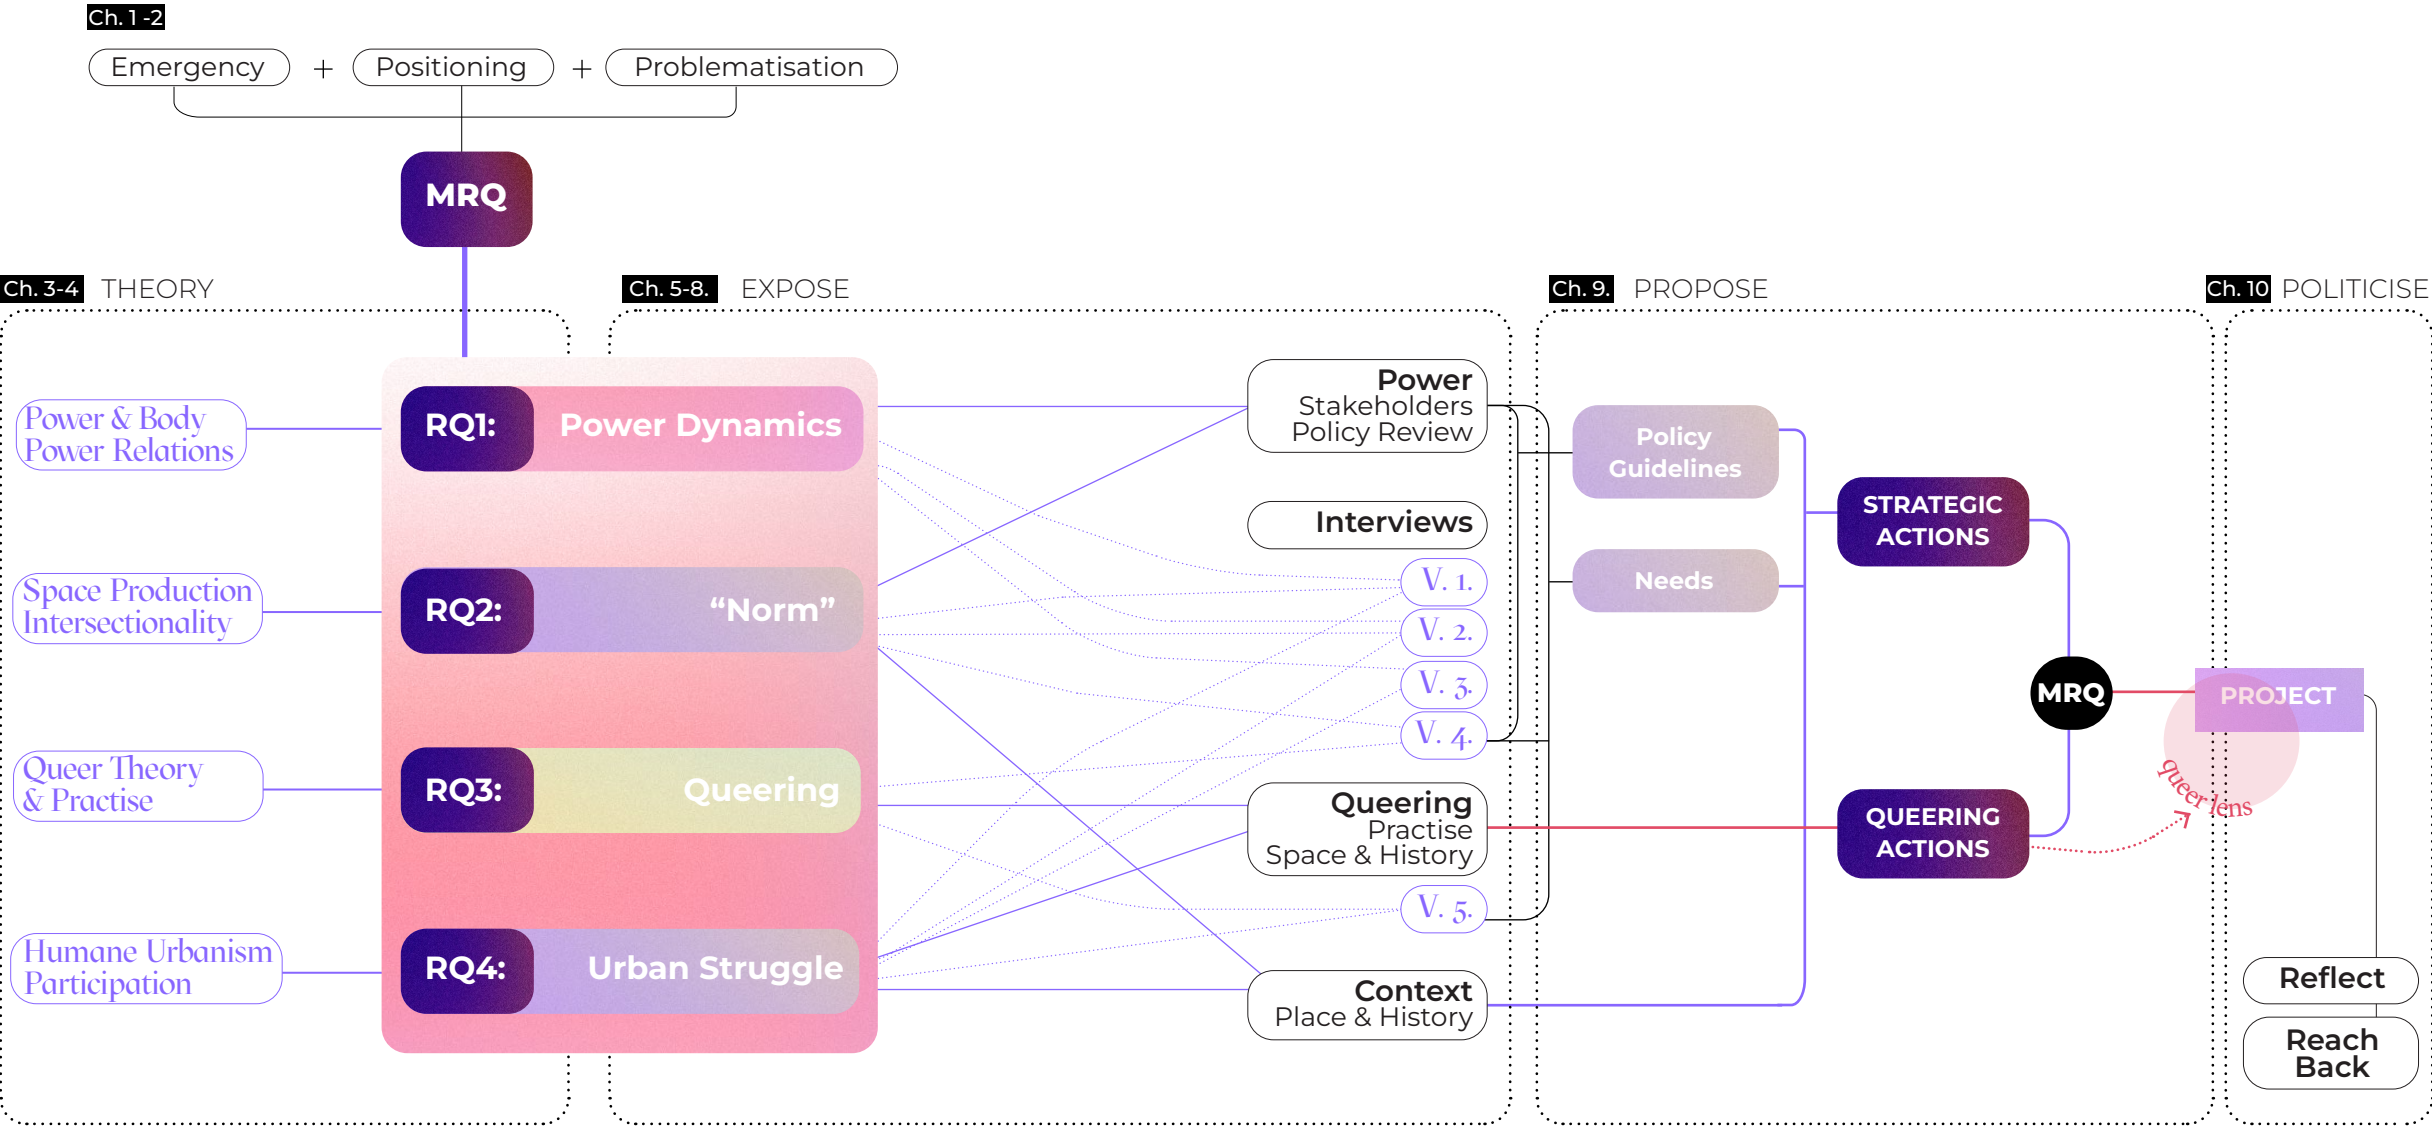 Ch. 1 -2
Emergency + Positioning + Problematisation
MRQ
Ch. 3-4 THEORY
Ch. 5-8. EXPOSE
Ch. 9. PROPOSE
Ch. 10 POLITICISE
Power & Body
Power Relations
Space Production
Intersectionality
Queer Theory
& Practise
Humane Urbanism
Participation
RQ1: Power Dynamics
RQ2: “Norm”
RQ3: Queering
RQ4: Urban Struggle
Power
Stakeholders
Policy Review
Interviews
V. 1.
V. 2.
V. 3.
V. 4.
Queering
Practise
Space & History
V. 5.
Context
Place & History
Policy
Guidelines
Needs
STRATEGIC
ACTIONS
MRQ
QUEERING
ACTIONS
PROJECT
queer lens
Reflect
Reach
Back